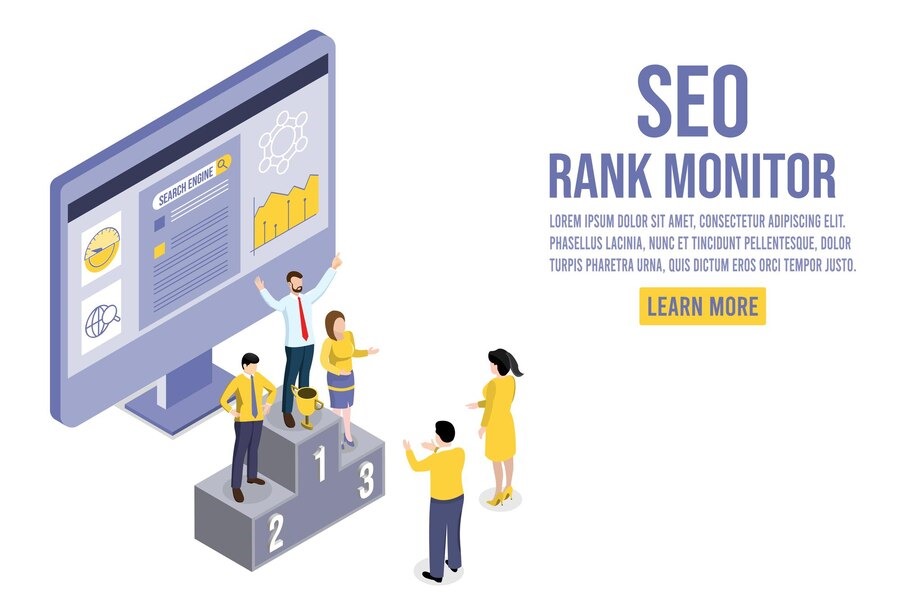 SEO
RANK MONITOR
LOREM IPSUM DOLOR SIT AMET, CONSECTETUR ADIPISCING ELIT.
PHASELLUS LACINIA, NUNC ET TINCIDUNT PELLENTESQUE, DOLOR
TURPIS PHARETRA URNA, QUIS DICTUM EROS ORCI TEMPOR JUSTO.
LEARN MORE
SEARCH ENGINE
1
2
3